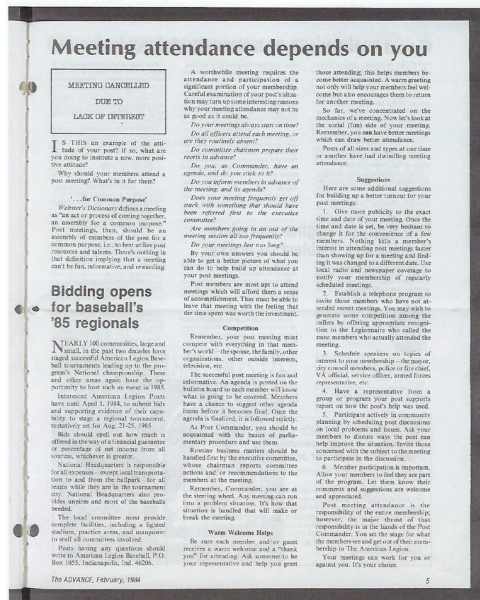 Meeting attendance depends on you
MEETING CANCELLED
DUE TO
LACK OF INTEREST
IS THIS an example of the atti-
tude of your post? If so, what are
you doing to institute a new, more posi-
tive attitude?
Why should your members attend a
post meeting? What's in it for them?
'. . .for Common Purpose'
Webster's Dictionary defines a meeting
as "an act or process of coming together,
an assembly for a common purpose."
Post meetings, then, should be an
assembly of members of the post for a
common purpose, i.e., to best utilize post
resources and talents. There's nothing in
that definition implying that a meeting
can't be fun, informative, and rewarding.
Bidding opens
for baseball's
'85 regionals
NEARLY 100 communities, large and
small, in the past two decades have
staged successful American Legion Base-
ball tournaments leading up to the pro-
gram's National championship. These
and other areas again have the op-
portunity to host such an event in 1985.
Interested American Legion Posts
have until April 1, 1984, to submit bids
and supporting evidence of their capa-
bility to stage a regional tournament,
tentatively set for Aug. 21-25, 1985.
Bids should spell out how much is
offered in the way of a financial guarantee
or percentage of net income from all
sources, whichever is greater.
National Headquarters is responsible
for all expenses—except local transporta-
tion to and from the ballpark—for all
teams while they are in the tournament
city. National Headquarters also pro-
vides umpires and most of the baseballs
needed.
The local committee must provide
complete facilities, including a lighted
stadium, practice areas, and manpower
to staff all committees involved.
Posts having any questions should
write to American Legion Baseball, P.O.
Box 1055, Indianapolis, Ind. 46206.
A worthwhile meeting requires the
attendance and participation of a
significant portion of your membership.
Careful examination of your post's situa-
tion may turn up some interesting reasons
why your meeting attendance may not be
as good as it could be.
Do your meetings always start on time?
Do all officers attend each meeting, or
are they routinely absent?
Do committee chairmen prepare their
reports in advance?
Do you, as Commander, have an
agenda, and do you stick to it?
Do you inform members in advance of
the meeting, and its agenda?
Does your meeting frequently get off
track with something that should have
been referred first to the executive
committee?
Are members going in an out of the
meeting session all too frequently?
Do your meetings last too long?
By your own answers you should be
able to get a better picture of what you
can do to help build up attendance at
your post meetings.
Post members are most apt to attend
meetings which will afford them a sense
of accomplishment. They must be able to
leave that meeting with the feeling that
the time spent was worth the investment.
Competition
Remember, your post meeting must
compete with everything in that mem-
ber's world—the spouse, the family, other
organizations, other outside interests,
television, etc.
The successful post meeting is fun and
informative. An agenda is posted on the
bulletin board so each member will know
what is going to be covered. Members
have a chance to suggest other agenda
items before it becomes final. Once the
agenda is finalized, it is followed strictly.
As Post Commander, you should be
acquainted with the basics of parlia-
mentary procedure and use them.
Routine business matters should be
handled first by the executive committee,
whose chairman reports committee
actions and/or recommendations to the
members at the meeting.
Remember, Commander, you are at
the steering wheel. Any meeting can run
into a problem situation. It's how that
situation is handled that will make or
break the meeting.
Warm Welcome Helps
Be sure each member and/or guest
receives a warm welcome and a "thank
you" for attending. Ask someone to be
your representative and help you greet
those attending; this helps members be-
come better acquainted. A warm greeting
not only will help your members feel wel-
come but also encourages them to return
for another meeting.
So far, we've concentrated on the
mechanics of a meeting. Now let's look at
the social (fun) side of your meeting.
Remember, you can have better meetings
which can draw better attendance.
Posts of all sizes and types at one time
or another have had dwindling meeting
attendance.
Suggestions
Here are some additional suggestions
for building up a better turnout for your
post meetings:
1. Give more publicity to the exact
time and date of your meeting. Once the
time and date is set, be very hesitant to
change it for the convenience of a few
members. Nothing kills a member's
interest in attending post meetings faster
than showing up for a meeting and find-
ing it was changed to a different date. Use
local radio and newspaper coverage to
notify your membership of regularly
scheduled meetings.
2. Establish a telephone program to
invite those members who have not at-
tended recent meetings. You may wish to
generate some competition among the
callers by offering appropriate recogni-
tion to the Legionnaire who called the
most members who actually attended the
meeting.
3. Schedule speakers on topics of
interest to your membership—the mayor,
city council members, police or fire chief,
VA official, service officer, armed forces
representative, etc.
4. Have a representative from a
group or program your post supports
report on how the post's help was used.
5. Participate actively in community
planning by scheduling post discussions
on local problems and issues. Ask your
members to discuss ways the post can
help improve the situation. Invite those
concerned with the subject to the meeting
to participate in the discussion.
6. Member participation is important.
Allow your members to feel they are part
of the program. Let them know their
comments and suggestions are welcome
and appreciated.
Post meeting attendance is the
responsibility of the entire membership;
however, the major thrust of that
responsibility is in the hands of the Post
Commander. You set the stage for what
the members see and get out of their mem-
bership in The American Legion.
Your meetings can work for you or
against you. It's your choice.
The ADVANCE, February, 1984
5